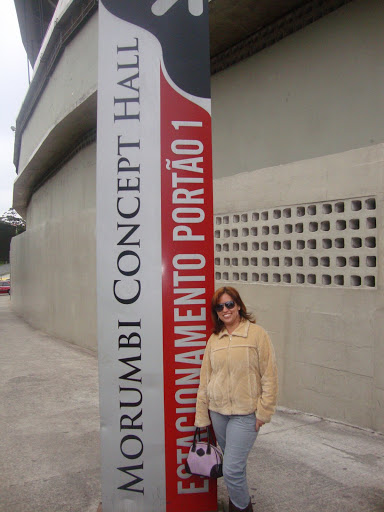 MORUMBI CONCEPT HALL
ESTACIONAMENTO PORTÃO 1